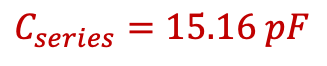 C_series = 15.16 pF